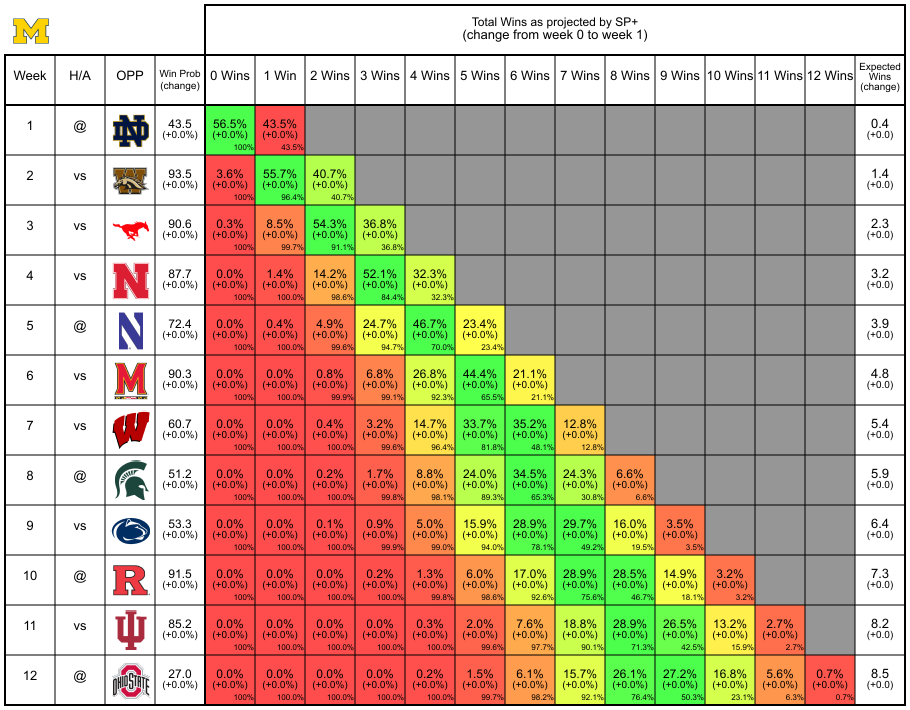 Total Wins as projected by SP+
(change from week 0 to week 1)
Week H/A OPP Win Prob (change) 0 Wins 1 Win 2 Wins 3 Wins 4 Wins 5 Wins 6 Wins 7 Wins 8 Wins 9 Wins 10 Wins 11 Wins 12 Wins Expected Wins (change)
1 @ ND 43.5 56.5% 43.5% 0.4
(+0.0%) (+0.0%) (+0.0%) (+0.0)
100% 43.5%
2 vs W 93.5 3.6% 55.7% 40.7% 1.4
(+0.0%) (+0.0%) (+0.0%) (+0.0%) (+0.0)
100% 96.4% 40.7%
3 vs 90.6 0.3% 8.5% 54.3% 36.8% 2.3
(+0.0%) (+0.0%) (+0.0%) (+0.0%) (+0.0%) (+0.0)
100% 99.7% 91.1% 36.8%
4 vs N 87.7 0.0% 1.4% 14.2% 52.1% 32.3% 3.2
(+0.0%) (+0.0%) (+0.0%) (+0.0%) (+0.0%) (+0.0%) (+0.0)
100% 100.0% 98.6% 84.4% 32.3%
5 @ N 72.4 0.0% 0.4% 4.9% 24.7% 46.7% 23.4% 3.9
(+0.0%) (+0.0%) (+0.0%) (+0.0%) (+0.0%) (+0.0%) (+0.0%) (+0.0)
100% 100.0% 99.6% 94.7% 70.0% 23.4%
6 vs M 90.3 0.0% 0.0% 0.8% 6.8% 26.8% 44.4% 21.1% 4.8
(+0.0%) (+0.0%) (+0.0%) (+0.0%) (+0.0%) (+0.0%) (+0.0%) (+0.0%) (+0.0)
100% 100.0% 99.9% 99.1% 92.3% 65.5% 21.1%
7 vs W 60.7 0.0% 0.0% 0.4% 3.2% 14.7% 33.7% 35.2% 12.8% 5.4
(+0.0%) (+0.0%) (+0.0%) (+0.0%) (+0.0%) (+0.0%) (+0.0%) (+0.0%) (+0.0%) (+0.0)
100% 100.0% 100.0% 99.6% 96.4% 81.8% 48.1% 12.8%
8 @ 51.2 0.0% 0.0% 0.2% 1.7% 8.8% 24.0% 34.5% 24.3% 6.6% 5.9
(+0.0%) (+0.0%) (+0.0%) (+0.0%) (+0.0%) (+0.0%) (+0.0%) (+0.0%) (+0.0%) (+0.0%) (+0.0)
100% 100.0% 100.0% 99.8% 98.1% 89.3% 65.3% 30.8% 6.6%
9 vs 53.3 0.0% 0.0% 0.1% 0.9% 5.0% 15.9% 28.9% 29.7% 16.0% 3.5% 6.4
(+0.0%) (+0.0%) (+0.0%) (+0.0%) (+0.0%) (+0.0%) (+0.0%) (+0.0%) (+0.0%) (+0.0%) (+0.0%) (+0.0)
100% 100.0% 100.0% 99.9% 99.0% 94.0% 78.1% 49.2% 19.5% 3.5%
10 @ R 91.5 0.0% 0.0% 0.0% 0.2% 1.3% 6.0% 17.0% 28.9% 28.5% 14.9% 3.2% 7.3
(+0.0%) (+0.0%) (+0.0%) (+0.0%) (+0.0%) (+0.0%) (+0.0%) (+0.0%) (+0.0%) (+0.0%) (+0.0%) (+0.0%) (+0.0)
100% 100.0% 100.0% 100.0% 99.8% 98.6% 92.6% 75.6% 46.7% 18.1% 3.2%
11 vs 85.2 0.0% 0.0% 0.0% 0.0% 0.3% 2.0% 7.6% 18.8% 28.9% 26.5% 13.2% 2.7% 8.2
(+0.0%) (+0.0%) (+0.0%) (+0.0%) (+0.0%) (+0.0%) (+0.0%) (+0.0%) (+0.0%) (+0.0%) (+0.0%) (+0.0%) (+0.0%) (+0.0)
100% 100.0% 100.0% 100.0% 100.0% 99.6% 97.7% 90.1% 71.3% 42.5% 15.9% 2.7%
12 @ OHIO STATE 27.0 0.0% 0.0% 0.0% 0.0% 0.2% 1.5% 6.1% 15.7% 26.1% 27.2% 16.8% 5.6% 0.7% 8.5
(+0.0%) (+0.0%) (+0.0%) (+0.0%) (+0.0%) (+0.0%) (+0.0%) (+0.0%) (+0.0%) (+0.0%) (+0.0%) (+0.0%) (+0.0%) (+0.0%) (+0.0)
100% 100.0% 100.0% 100.0% 100.0% 99.7% 98.2% 92.1% 76.4% 50.3% 23.1% 6.3% 0.7%